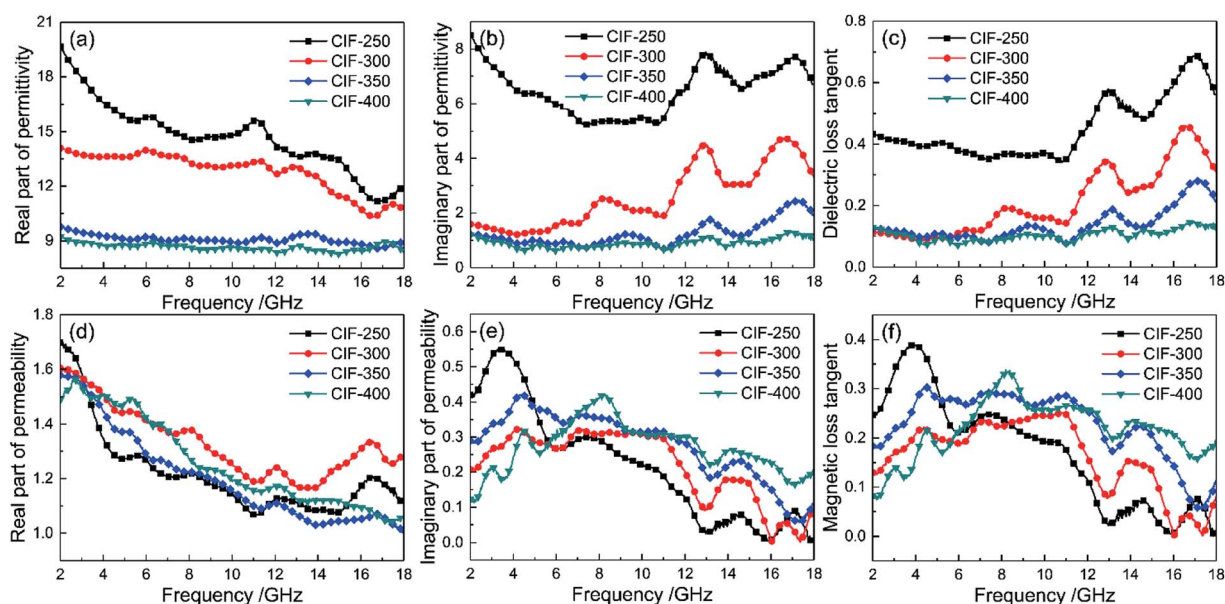 (a)
CIF-250
CIF-300
CIF-350
CIF-400
Real part of permittivity
21
18
15
12
9
2 4 6 8 10 12 14 16 18
Frequency /GHz
(b)
CIF-250
CIF-300
CIF-350
CIF-400
Imaginary part of permittivity
8
6
4
2
0
2 4 6 8 10 12 14 16 18
Frequency /GHz
(c)
CIF-250
CIF-300
CIF-350
CIF-400
Dielectric loss tangent
0.8
0.6
0.4
0.2
0.0
2 4 6 8 10 12 14 16 18
Frequency /GHz
(d)
CIF-250
CIF-300
CIF-350
CIF-400
Real part of permeability
1.8
1.6
1.4
1.2
1.0
2 4 6 8 10 12 14 16 18
Frequency /GHz
(e)
CIF-250
CIF-300
CIF-350
CIF-400
Imaginary part of permeability
0.6
0.5
0.4
0.3
0.2
0.1
0.0
2 4 6 8 10 12 14 16 18
Frequency /GHz
(f)
CIF-250
CIF-300
CIF-350
CIF-400
Magnetic loss tangent
0.4
0.3
0.2
0.1
0.0
2 4 6 8 10 12 14 16 18
Frequency /GHz